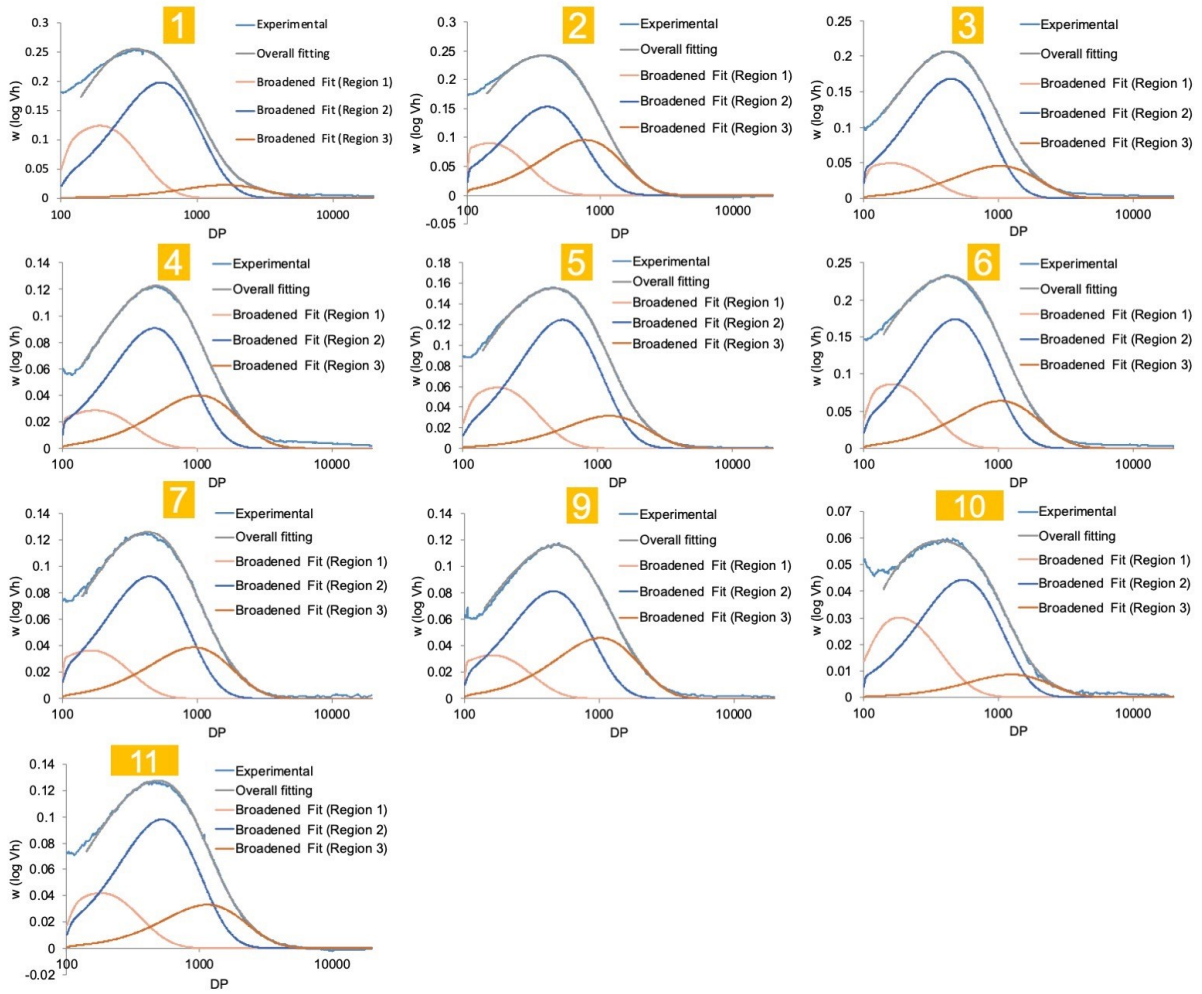 1
0.3
0.25
0.2
0.15
0.1
0.05
0
w (log Vh)
100
1000
10000
DP
Experimental
Overall fitting
Broadened Fit (Region 1)
Broadened Fit (Region 2)
Broadened Fit (Region 3)
2
0.3
0.25
0.2
0.15
0.1
0.05
0
-0.05
w (log Vh)
100
1000
10000
DP
Experimental
Overall fitting
Broadened Fit (Region 1)
Broadened Fit (Region 2)
Broadened Fit (Region 3)
3
0.25
0.2
0.15
0.1
0.05
0
w (log Vh)
100
1000
10000
DP
Experimental
Overall fitting
Broadened Fit (Region 1)
Broadened Fit (Region 2)
Broadened Fit (Region 3)
4
0.14
0.12
0.1
0.08
0.06
0.04
0.02
0
w (log Vh)
100
1000
10000
DP
Experimental
Overall fitting
Broadened Fit (Region 1)
Broadened Fit (Region 2)
Broadened Fit (Region 3)
5
0.18
0.16
0.14
0.12
0.1
0.08
0.06
0.04
0.02
0
w (log Vh)
100
1000
10000
DP
Experimental
Overall fitting
Broadened Fit (Region 1)
Broadened Fit (Region 2)
Broadened Fit (Region 3)
6
0.25
0.2
0.15
0.1
0.05
0
w (log Vh)
100
1000
10000
DP
Experimental
Overall fitting
Broadened Fit (Region 1)
Broadened Fit (Region 2)
Broadened Fit (Region 3)
7
0.14
0.12
0.1
0.08
0.06
0.04
0.02
0
w (log Vh)
100
1000
10000
DP
Experimental
Overall fitting
Broadened Fit (Region 1)
Broadened Fit (Region 2)
Broadened Fit (Region 3)
9
0.14
0.12
0.1
0.08
0.06
0.04
0.02
0
w (log Vh)
100
1000
10000
DP
Experimental
Overall fitting
Broadened Fit (Region 1)
Broadened Fit (Region 2)
Broadened Fit (Region 3)
10
0.07
0.06
0.05
0.04
0.03
0.02
0.01
0
w (log Vh)
100
1000
10000
DP
Experimental
Overall fitting
Broadened Fit (Region 1)
Broadened Fit (Region 2)
Broadened Fit (Region 3)
11
0.14
0.12
0.1
0.08
0.06
0.04
0.02
0
-0.02
w (log Vh)
100
1000
10000
DP
Experimental
Overall fitting
Broadened Fit (Region 1)
Broadened Fit (Region 2)
Broadened Fit (Region 3)